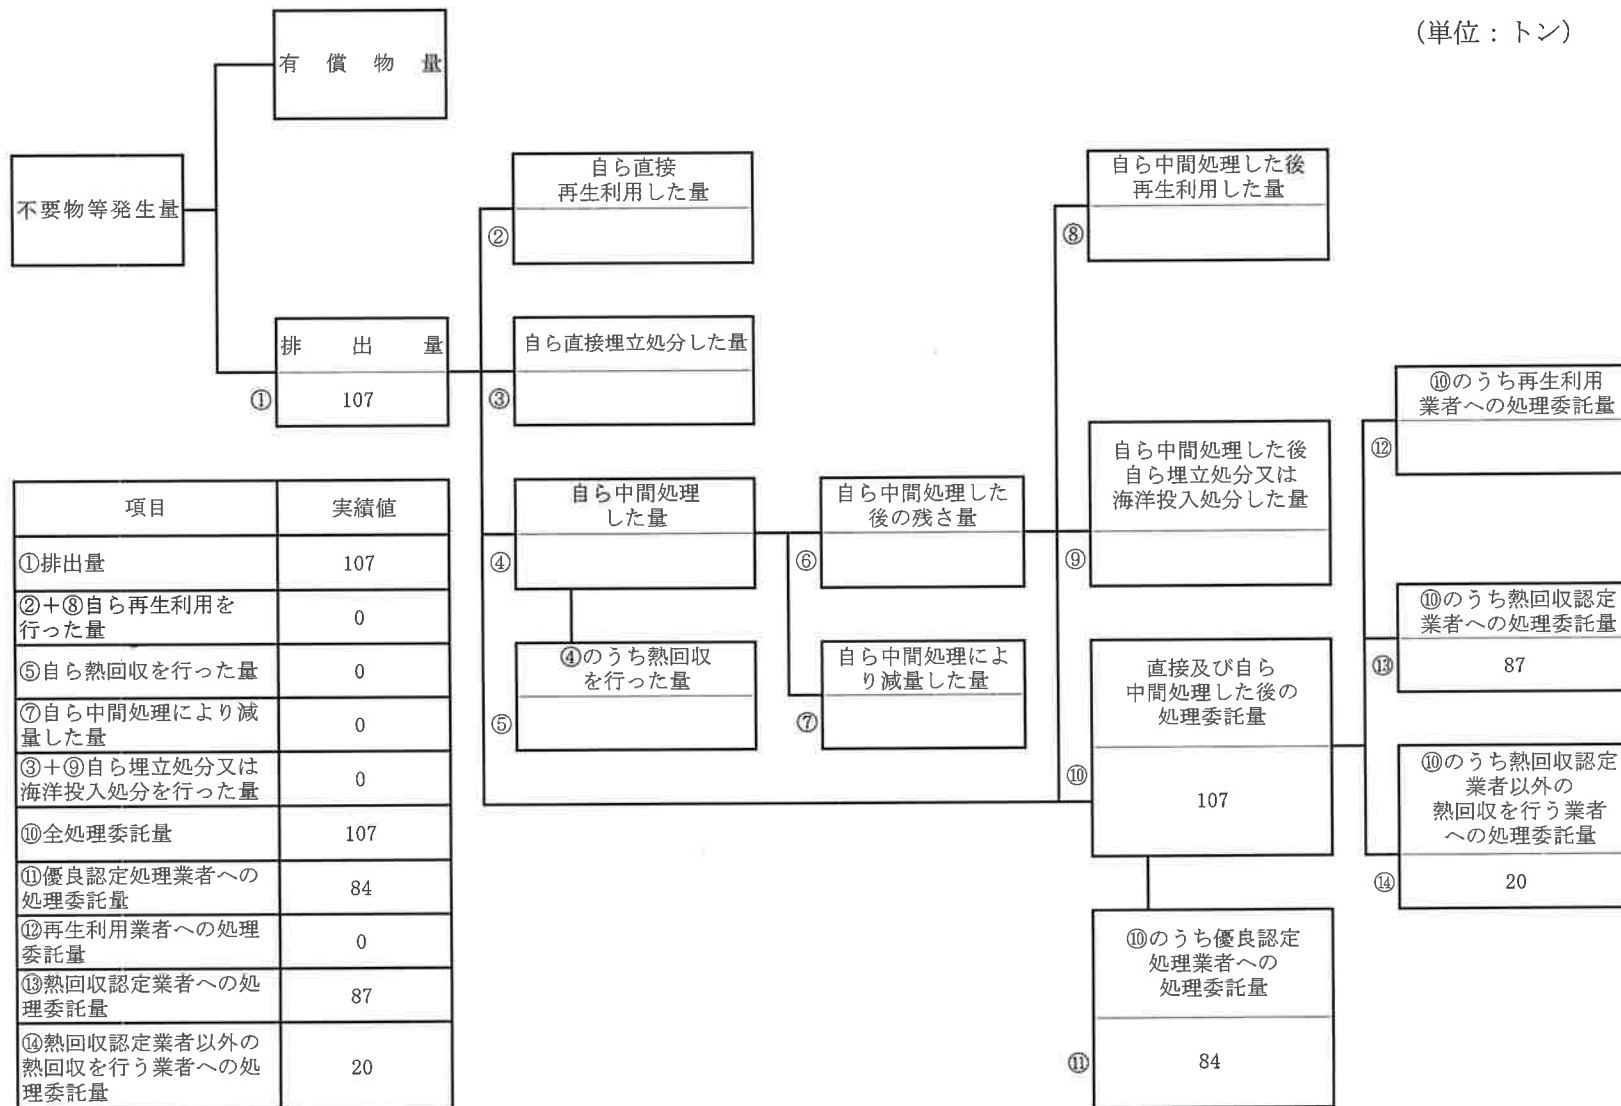 (単位：トン)
有償物量
不要物等発生量
排出量
①
107
自ら直接
再生利用した量
②
自ら直接埋立処分した量
③
自ら中間処理
した量
④
④のうち熱回収
を行った量
⑤
自ら中間処理した
後の残さ量
⑥
自ら中間処理によ
り減量した量
⑦
自ら中間処理した後
再生利用した量
⑧
自ら中間処理した後
自ら埋立処分又は
海洋投入処分した量
⑨
直接及び自ら
中間処理した後の
処理委託量
⑩
107
⑩のうち優良認定
処理業者への
処理委託量
⑪
84
⑩のうち再生利用
業者への処理委託量
⑫
⑩のうち熱回収認定
業者への処理委託量
⑬
87
⑩のうち熱回収認定
業者以外の
熱回収を行う業者
への処理委託量
⑭
20
項目 実績値
①排出量 107
②＋⑧自ら再生利用を
行った量 0
⑤自ら熱回収を行った量 0
⑦自ら中間処理により減
量した量 0
③＋⑨自ら埋立処分又は
海洋投入処分を行った量 0
⑩全処理委託量 107
⑪優良認定処理業者への
処理委託量 84
⑫再生利用業者への処理
委託量 0
⑬熱回収認定業者への処
理委託量 87
⑭熱回収認定業者以外の
熱回収を行う業者への処 20
理委託量